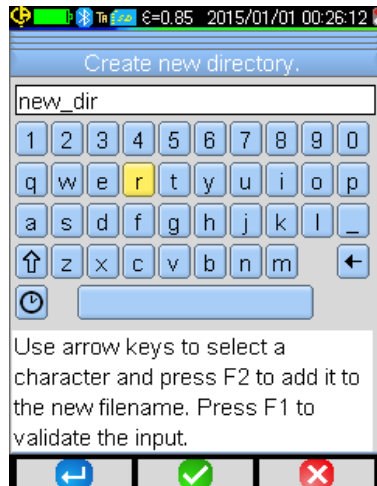 ε=0.85 2015/01/01 00:26:12
Create new directory.
new_dir
1 2 3 4 5 6 7 8 9 0
q w e r t y u i o p
a s d f g h j k l _
z x c v b n m
Use arrow keys to select a
character and press F2 to add it to
the new filename. Press F1 to
validate the input.